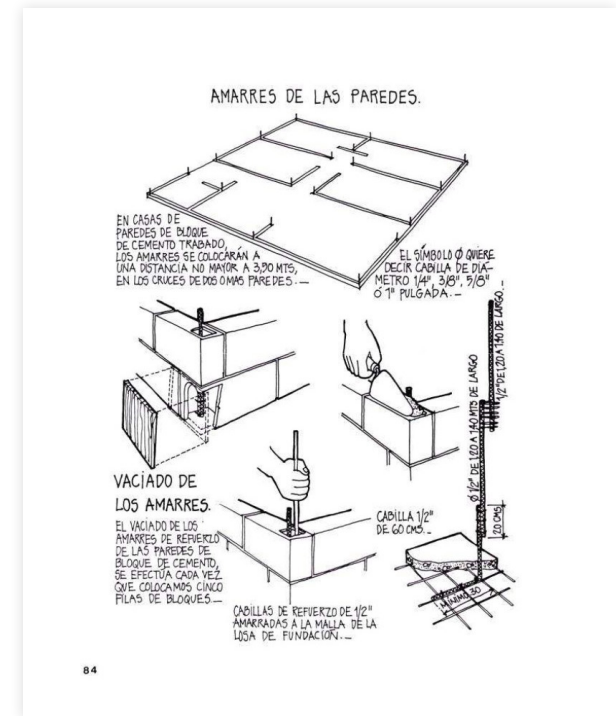 AMARRES DE LAS PAREDES.
EN CASAS DE
PAREDES DE BLOQUE
DE CEMENTO TRABADO,
LOS AMARRES SE COLOCARÁN A
UNA DISTANCIA NO MAYOR A 3,90 MTS,
EN LOS CRUCES DE DOS O MAS PAREDES.—
EL SÍMBOLO Ø QUIERE
DECIR CABILLA DE DIÁ-
METRO 1/4", 3/8", 5/8"
Ó 1" PULGADA.—
VACIADO DE
LOS AMARRES.
EL VACIADO DE LOS
AMARRES DE REFUERZO
DE LAS PAREDES DE
BLOQUE DE CEMENTO,
SE EFECTÚA CADA VEZ
QUE COLOCAMOS CINCO
FILAS DE BLOQUES.—
CABILLAS DE REFUERZO DE 1/2"
AMARRADAS A LA MALLA DE LA
LOSA DE FUNDACIÓN.—
CABILLA 1/2"
DE 60 CMS.—
Ø 1/2" DE 1,20 A 1,40 MTS DE LARGO
1/2" DE 1,20 A 1,40 DE LARGO.—
20 CMS
MÍNIMO 30
84